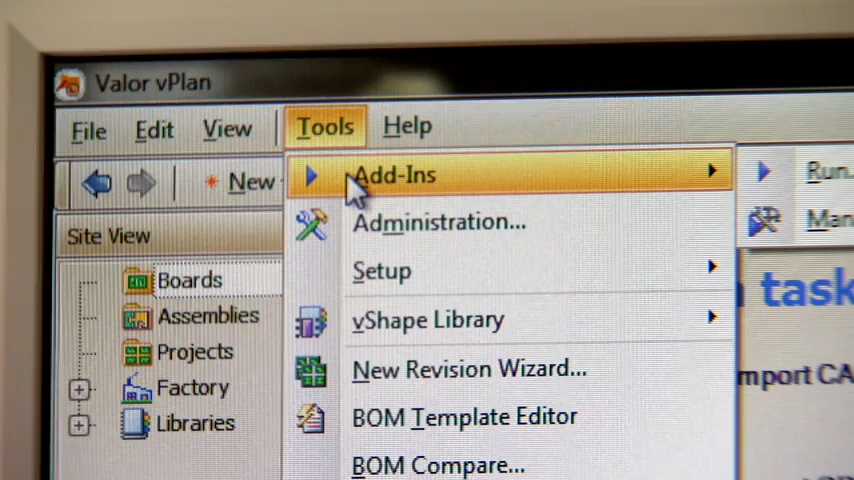 Valor vPlan
File Edit View Tools Help
New
Add-Ins
Run
Administration...
Site View
Setup
Boards
Assemblies
vShape Library
task
Projects
New Revision Wizard...
Factory
BOM Template Editor
Libraries
BOM Compare...